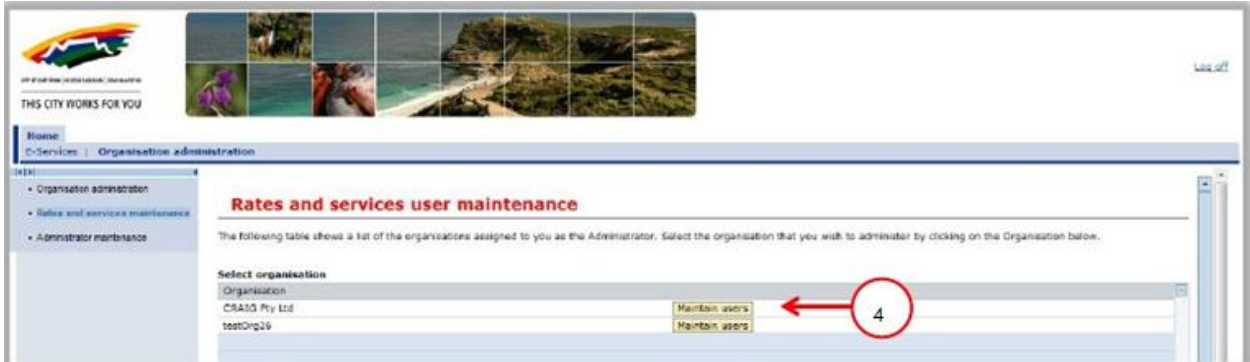 THIS CITY WORKS FOR YOU
Log off
Home
E-Services | Organisation administration
• Organisation administration
• Rates and services maintenance
• Administrator maintenance
Rates and services user maintenance
The following table shows a list of the organisations assigned to you as the Administrator. Select the organisation that you wish to administer by clicking on the Organisation below.
Select organisation
Organisation
CRAIG Pty Ltd Maintain users
4
testOrg26 Maintain users